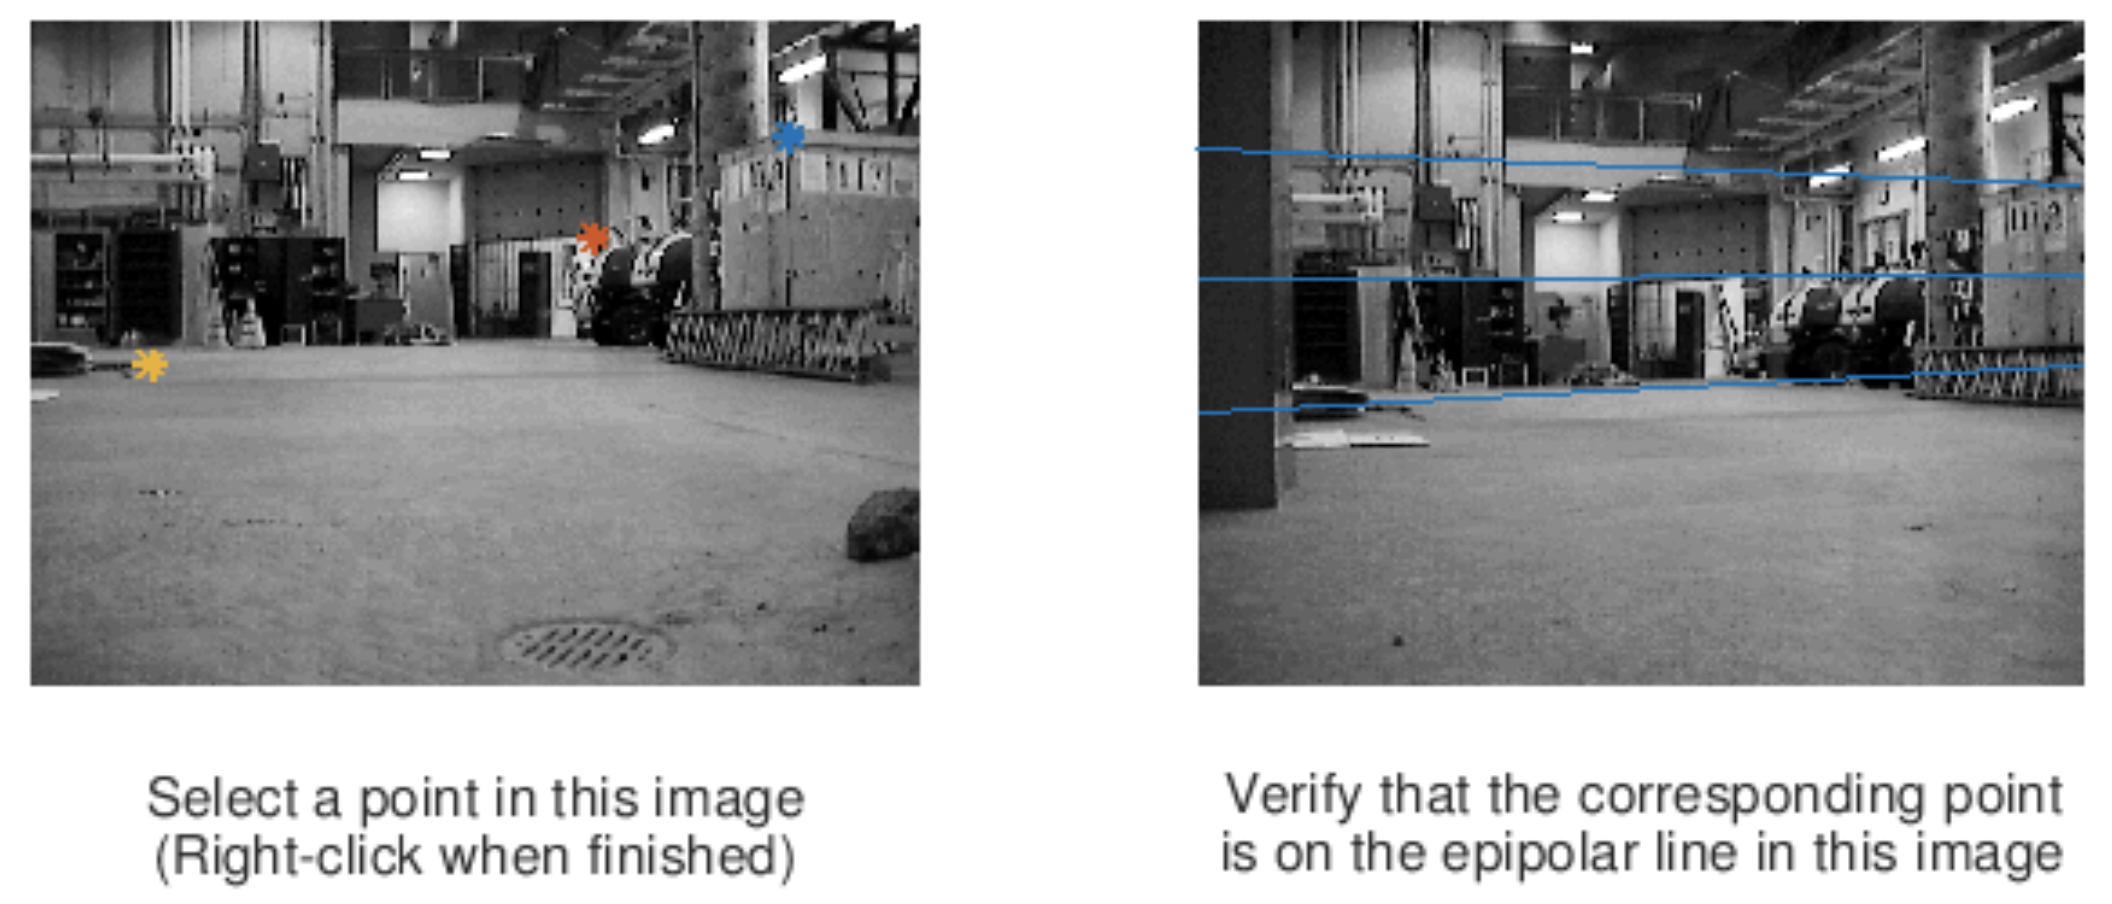 Select a point in this image
(Right-click when finished)
Verify that the corresponding point
is on the epipolar line in this image